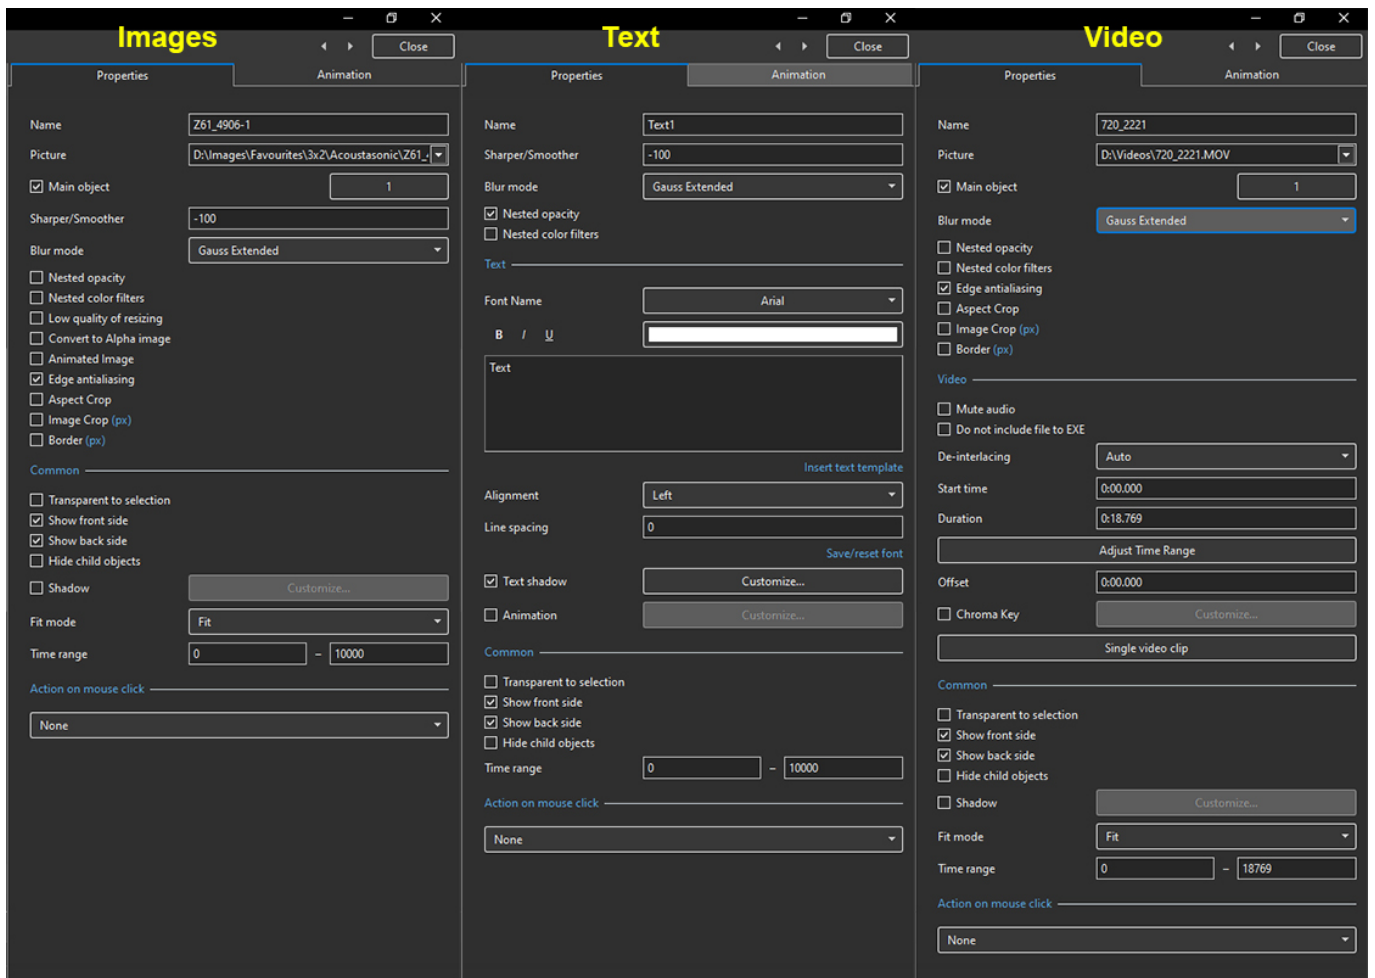 Images
Close
Properties
Animation
Name
Z61_4906-1
Picture
D:\Images\Favourites\3x2\Acoustasonic\Z61_
Main object
1
Sharper/Smoother
-100
Blur mode
Gauss Extended
Nested opacity
Nested color filters
Low quality of resizing
Convert to Alpha image
Animated Image
Edge antialiasing
Aspect Crop
Image Crop (px)
Border (px)
Common
Transparent to selection
Show front side
Show back side
Hide child objects
Shadow
Customize...
Fit mode
Fit
Time range
0 – 10000
Action on mouse click
None
Text
Close
Properties
Animation
Name
Text1
Sharper/Smoother
-100
Blur mode
Gauss Extended
Nested opacity
Nested color filters
Text
Font Name
Arial
B I U
Text
Insert text template
Alignment
Left
Line spacing
0
Save/reset font
Text shadow
Customize...
Animation
Customize...
Common
Transparent to selection
Show front side
Show back side
Hide child objects
Time range
0 – 10000
Action on mouse click
None
Video
Close
Properties
Animation
Name
720_2221
Picture
D:\Videos\720_2221.MOV
Main object
1
Blur mode
Gauss Extended
Nested opacity
Nested color filters
Edge antialiasing
Aspect Crop
Image Crop (px)
Border (px)
Video
Mute audio
Do not include file to EXE
De-interlacing
Auto
Start time
0:00.000
Duration
0:18.769
Adjust Time Range
Offset
0:00.000
Chroma Key
Customize...
Single video clip
Common
Transparent to selection
Show front side
Show back side
Hide child objects
Shadow
Customize...
Fit mode
Fit
Time range
0 – 18769
Action on mouse click
None